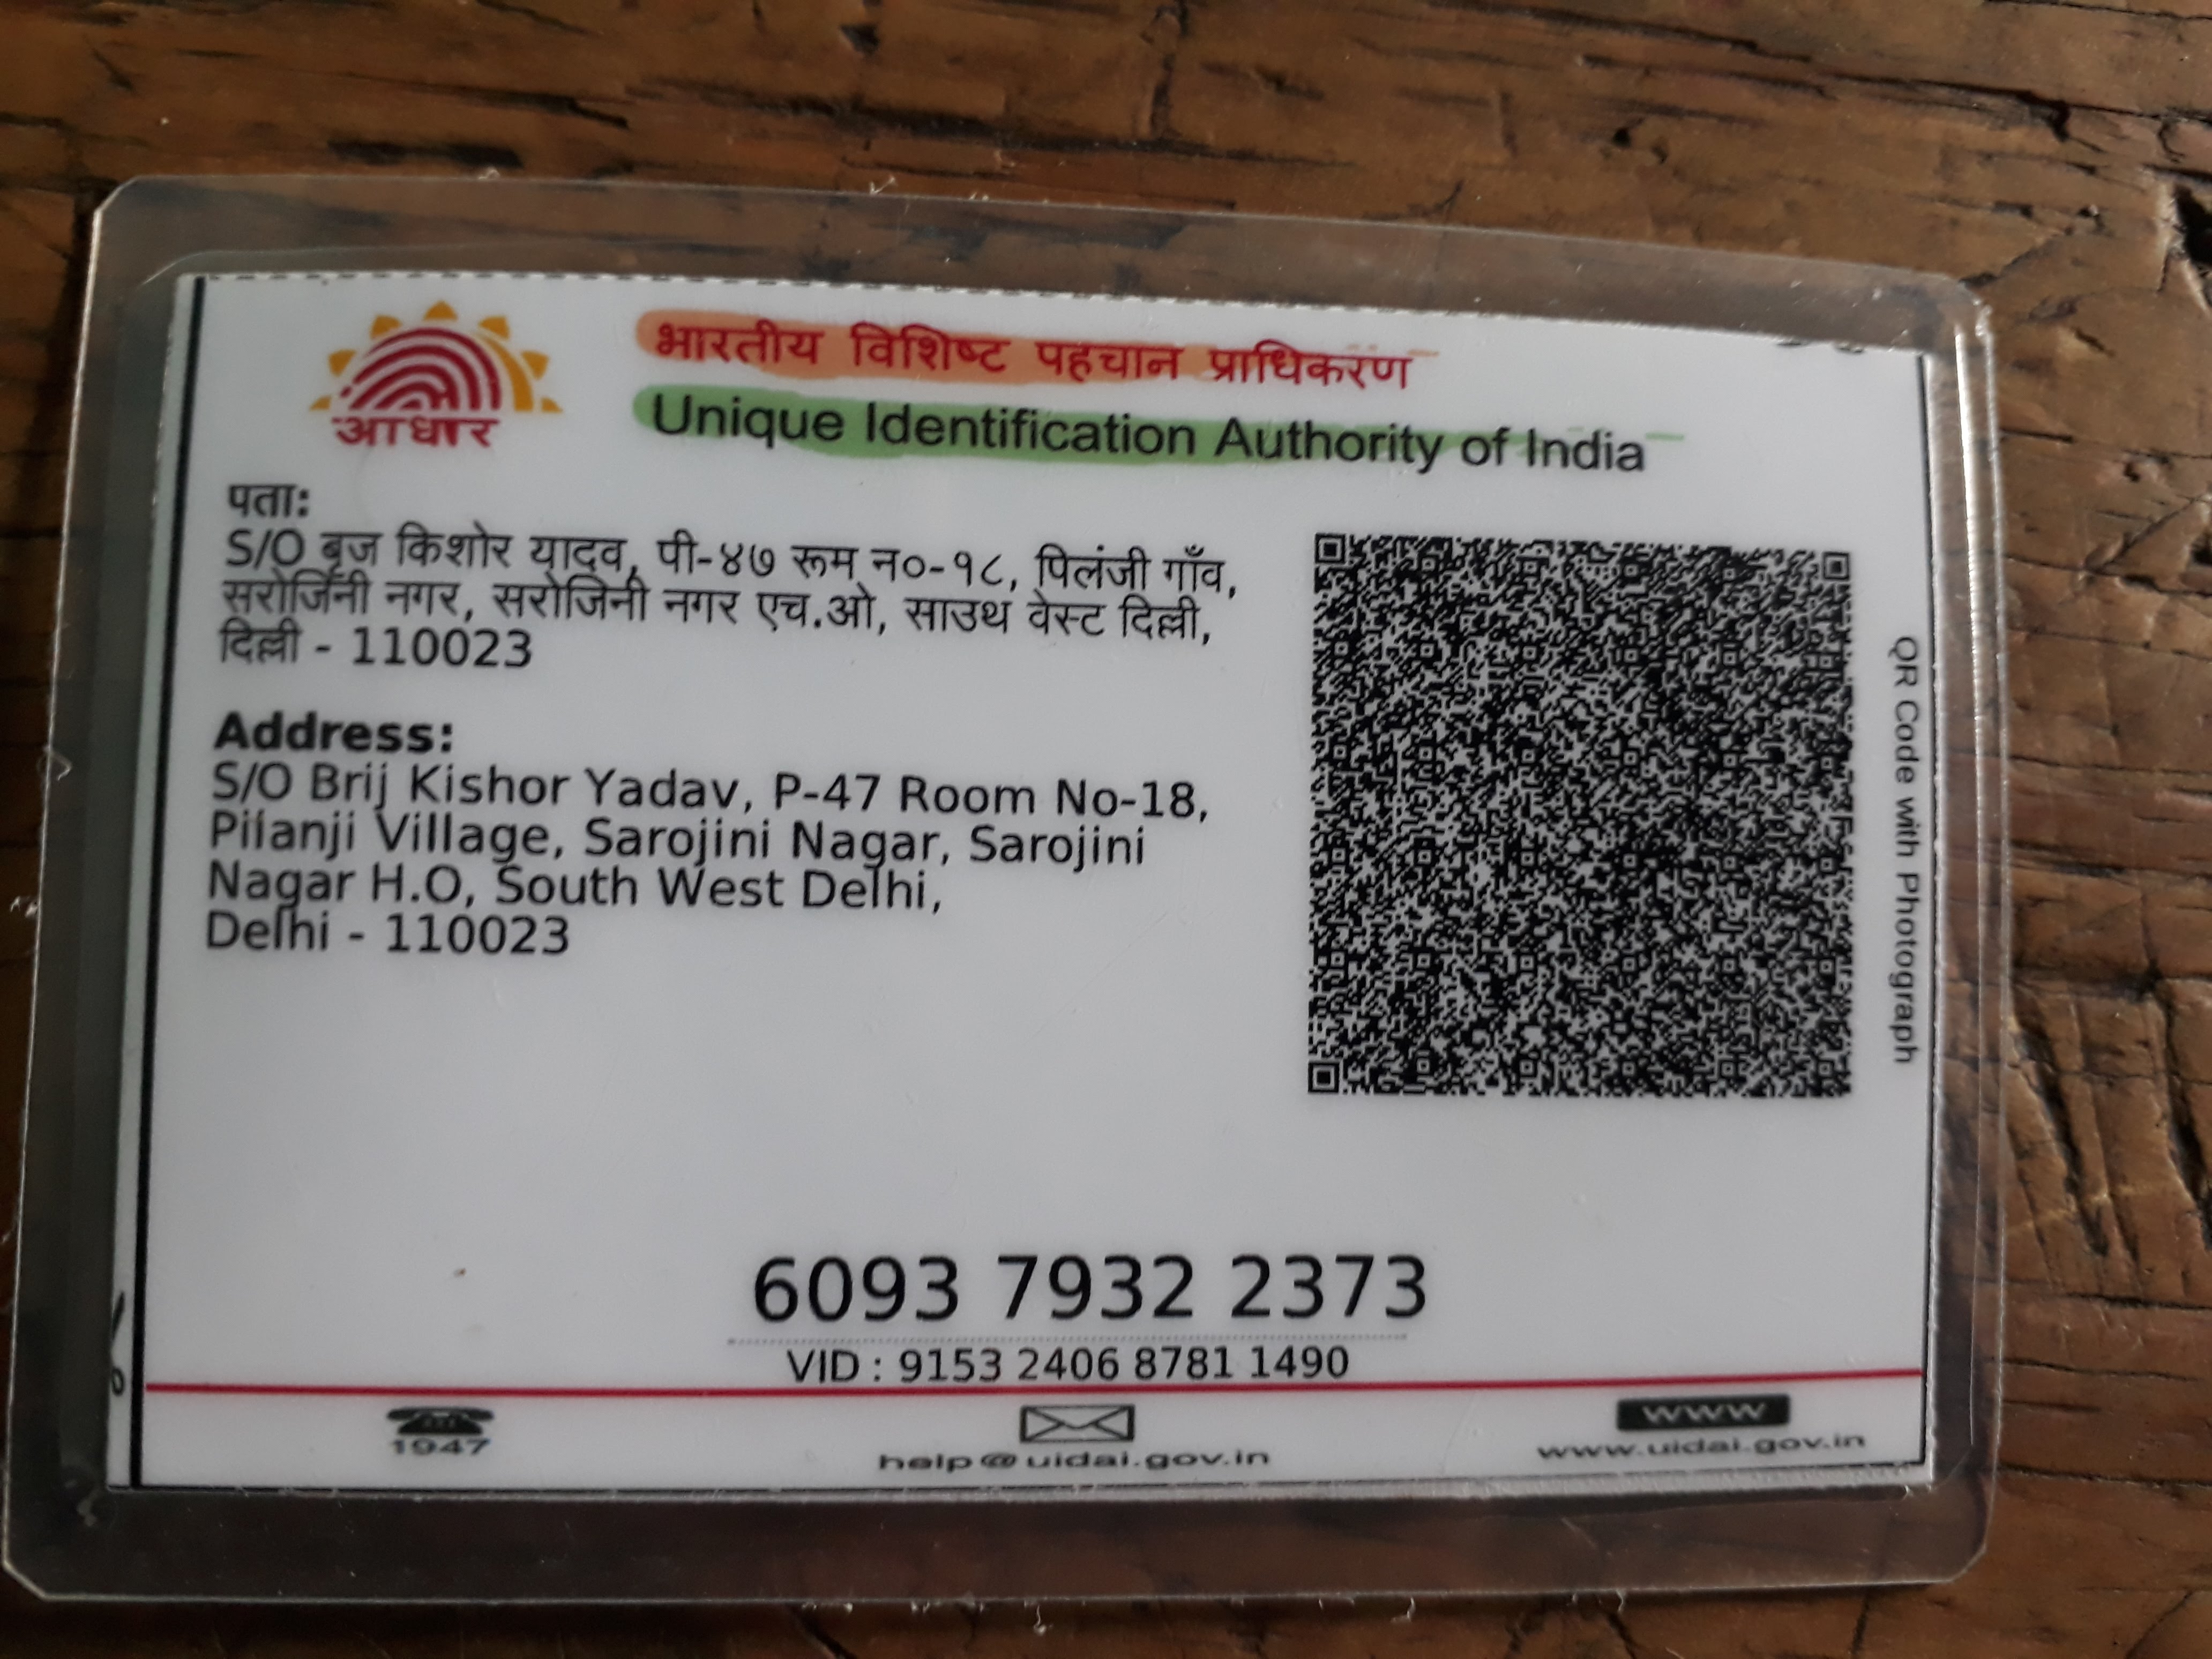 आधार
भारतीय विशिष्ट पहचान प्राधिकरण
Unique Identification Authority of India
पता:
S/O बृज किशोर यादव, पी-४७ रूम न०-१८, पिलंजी गाँव,
सरोजिनी नगर, सरोजिनी नगर एच.ओ, साउथ वेस्ट दिल्ली,
दिल्ली - 110023
Address:
S/O Brij Kishor Yadav, P-47 Room No-18,
Pilanji Village, Sarojini Nagar, Sarojini
Nagar H.O, South West Delhi,
Delhi - 110023
QR Code with Photograph
6093 7932 2373
VID : 9153 2406 8781 1490
1947
help@uidai.gov.in
www
www.uidai.gov.in